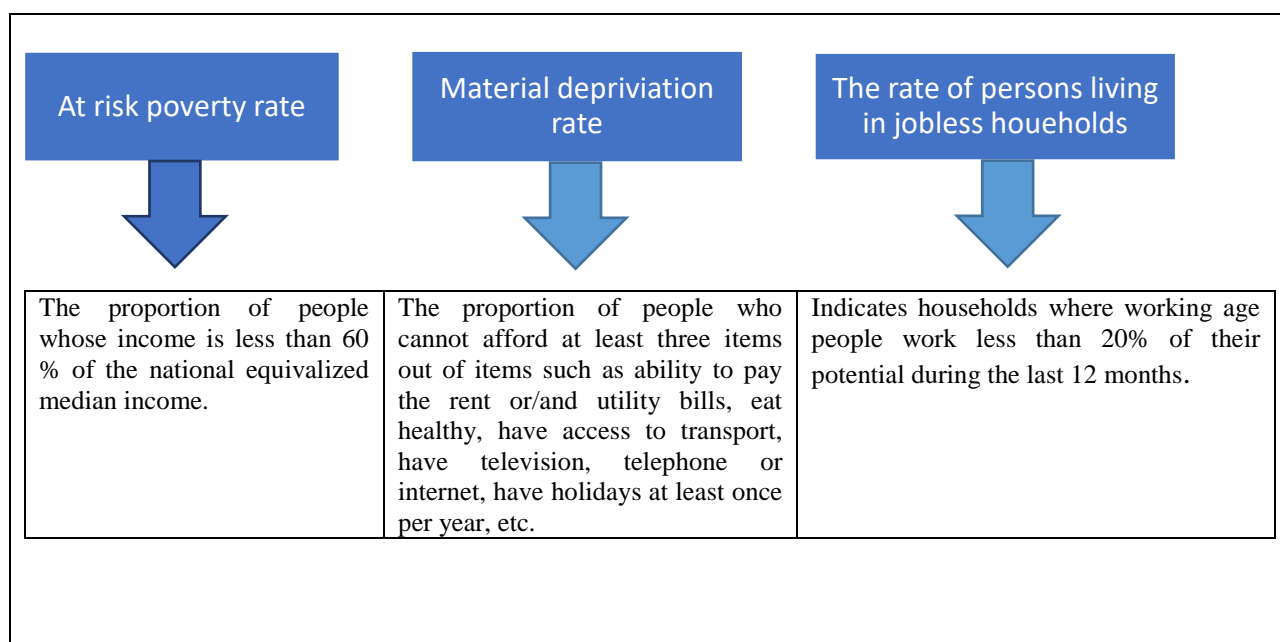 At risk poverty rate
Material depriviation
rate
The rate of persons living
in jobless houeholds
The proportion of people
whose income is less than 60
% of the national equivalized
median income.
The proportion of people who
cannot afford at least three items
out of items such as ability to pay
the rent or/and utility bills, eat
healthy, have access to transport,
have television, telephone or
internet, have holidays at least once
per year, etc.
Indicates households where working age
people work less than 20% of their
potential during the last 12 months.